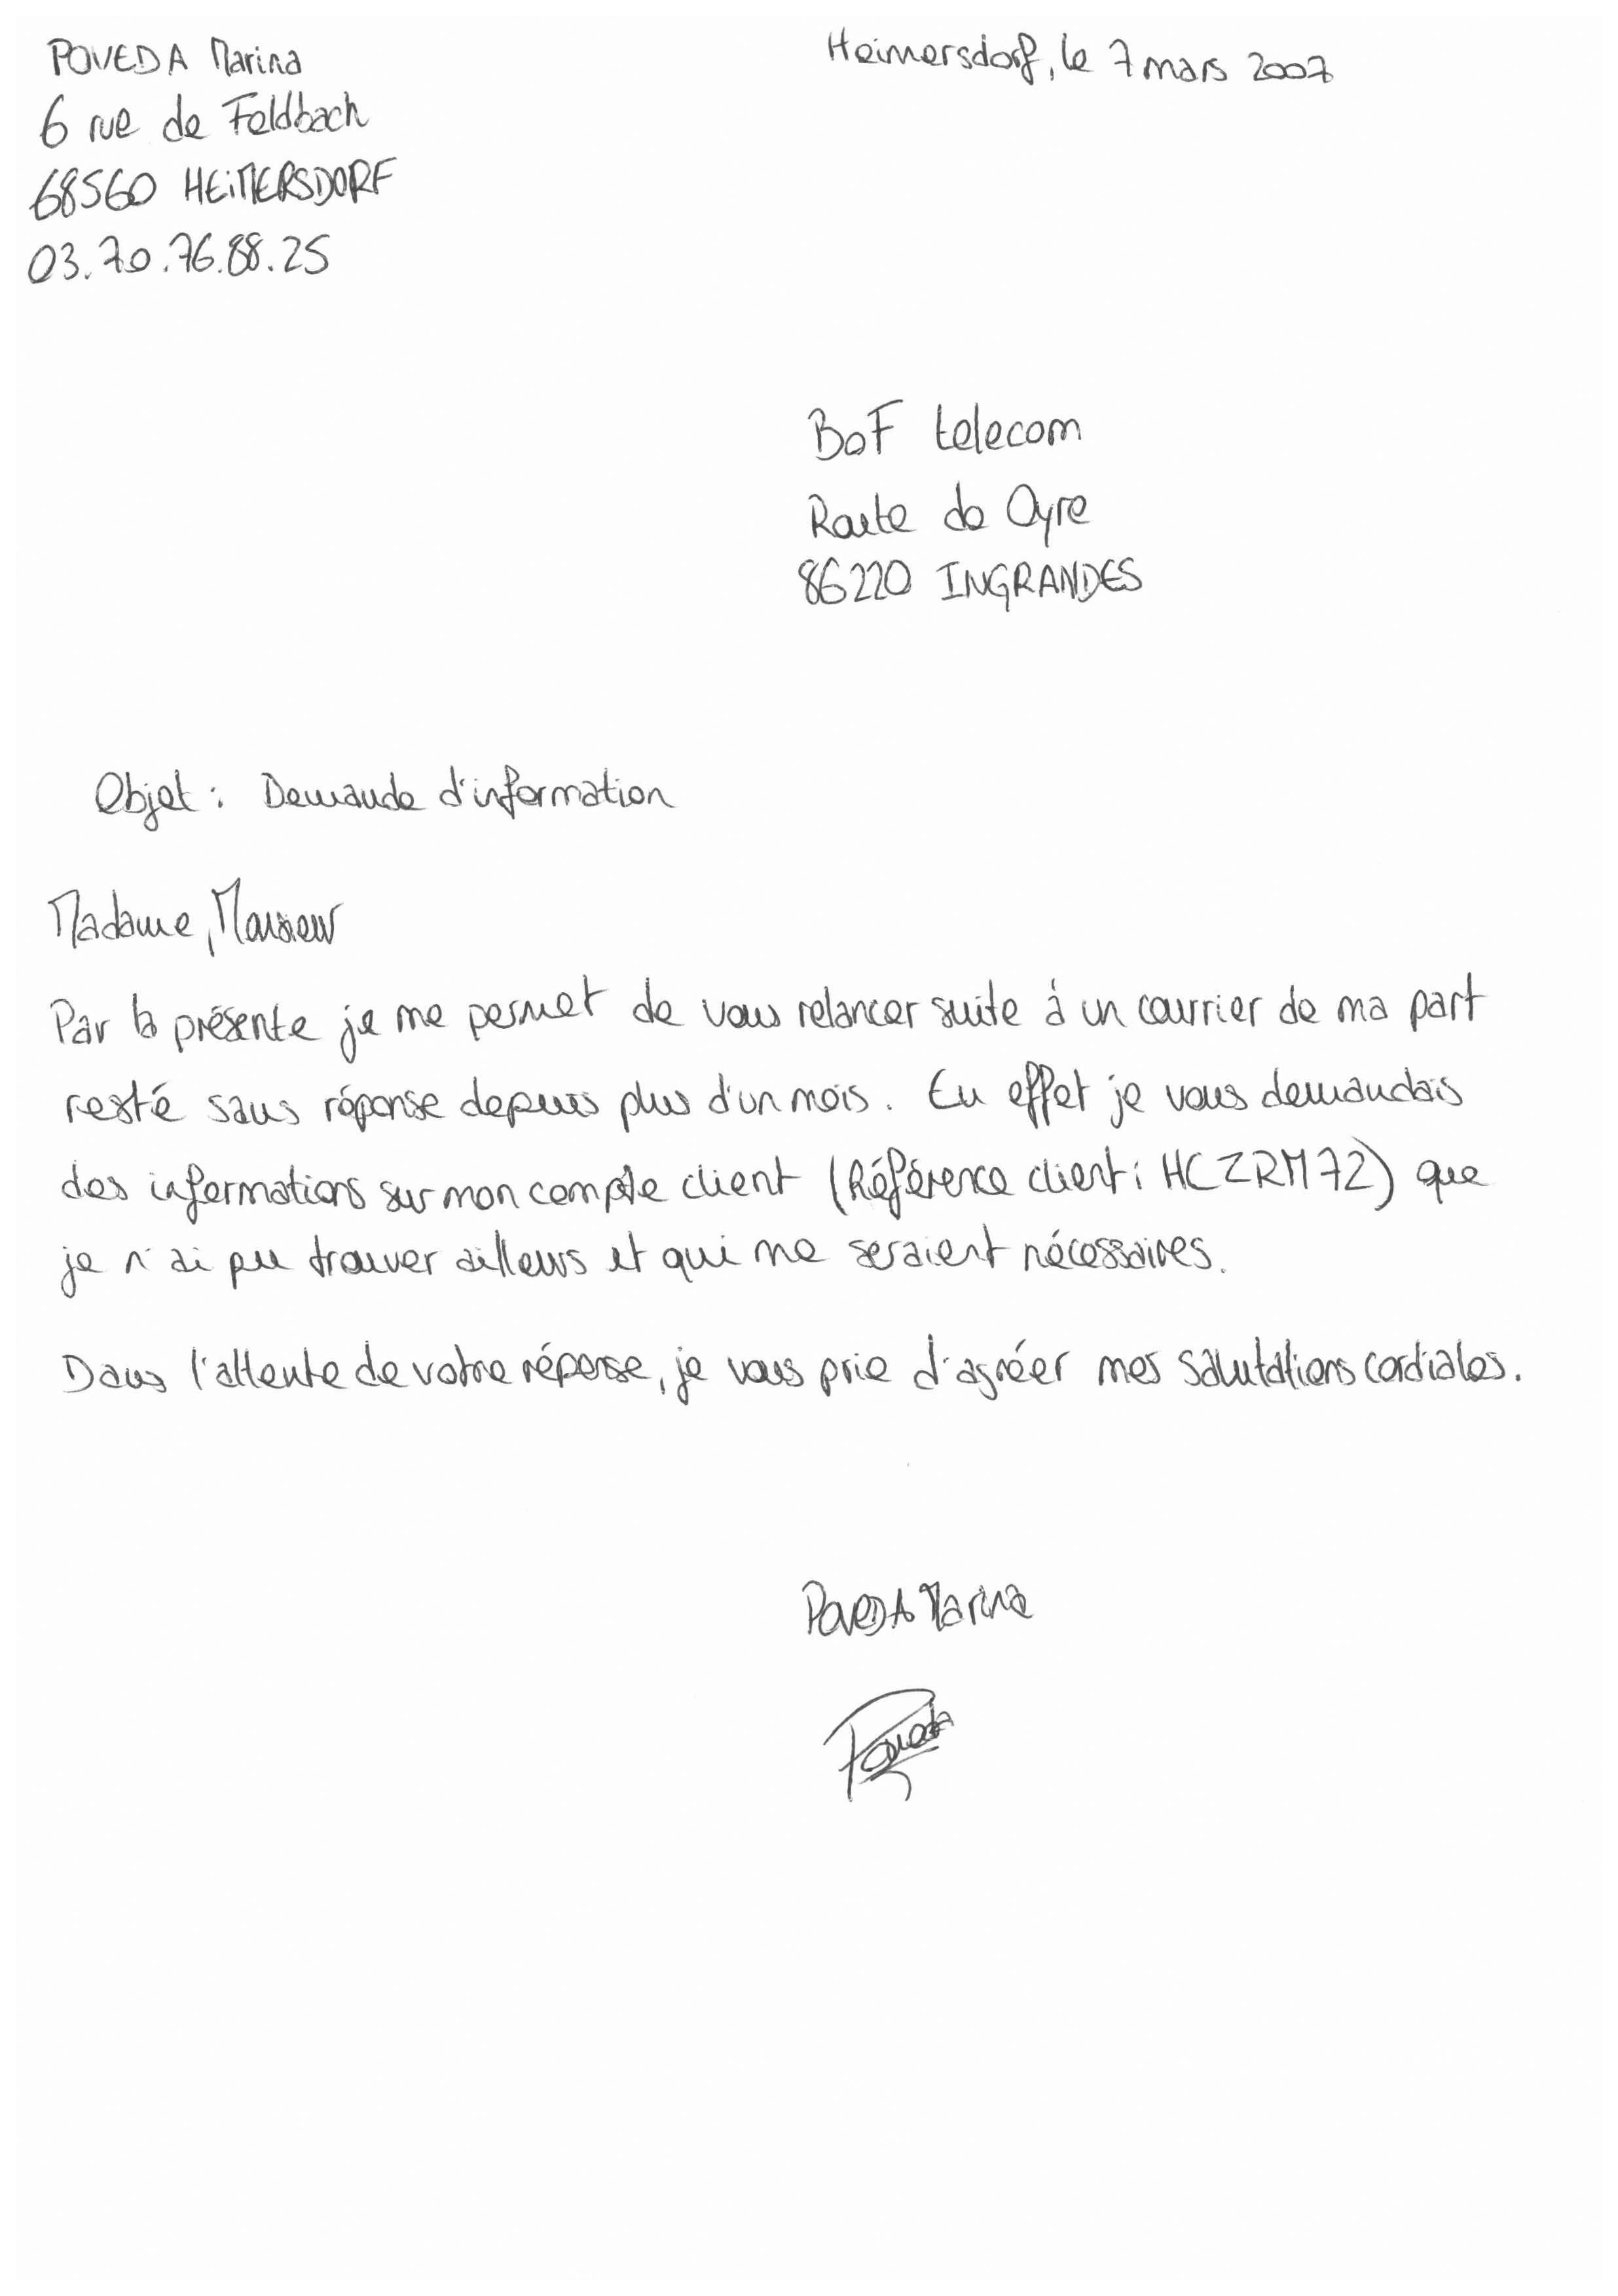 POVEDA Marina
Heimersdorf, le 7 mars 2007
6 rue de Feldbach
68560 HEIMERSDORF
03.70.76.88.25
BoF telecom
Route de Oyre
86220 INGRANDES
Objet : Demande d'information
Madame, Monsieur
Par la présente je me permet de vous relancer suite à un courrier de ma part
resté sans réponse depuis plus d'un mois. En effet je vous demandais
des informations sur mon compte client (Référence client : HCZRM72) que
je n'ai pu trouver ailleurs et qui me seraient nécessaires.
Dans l'attente de votre réponse, je vous prie d'agréer mes salutations cordiales.
POVEDA Marina
Poveda